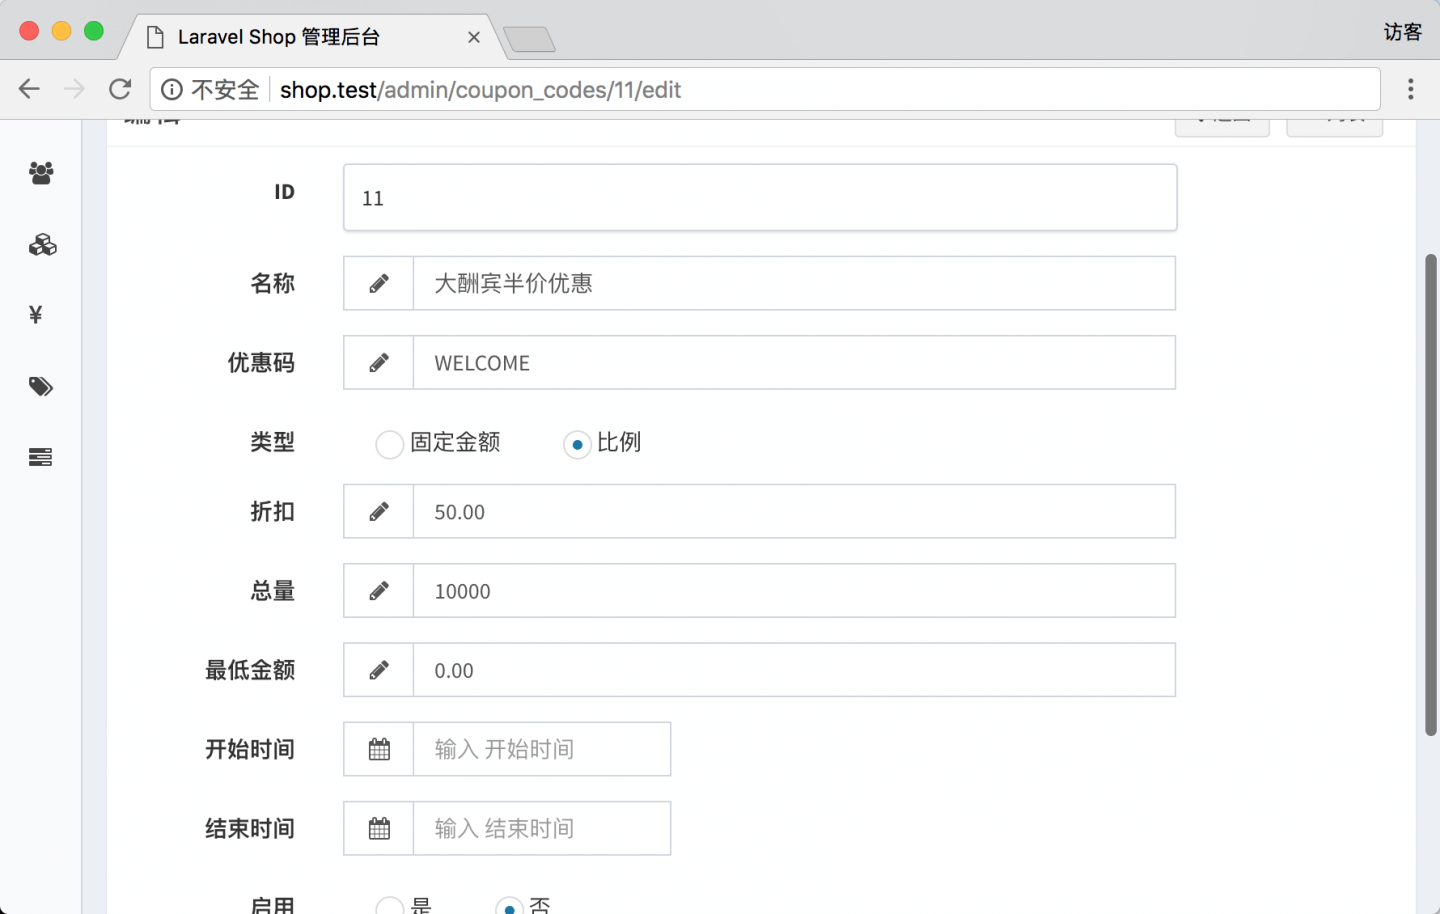 Laravel Shop 管理后台
访客
不安全 shop.test/admin/coupon_codes/11/edit
ID 11
名称 大酬宾半价优惠
优惠码 WELCOME
类型 固定金额 比例
折扣 50.00
总量 10000
最低金额 0.00
开始时间 输入 开始时间
结束时间 输入 结束时间
启用 是 否